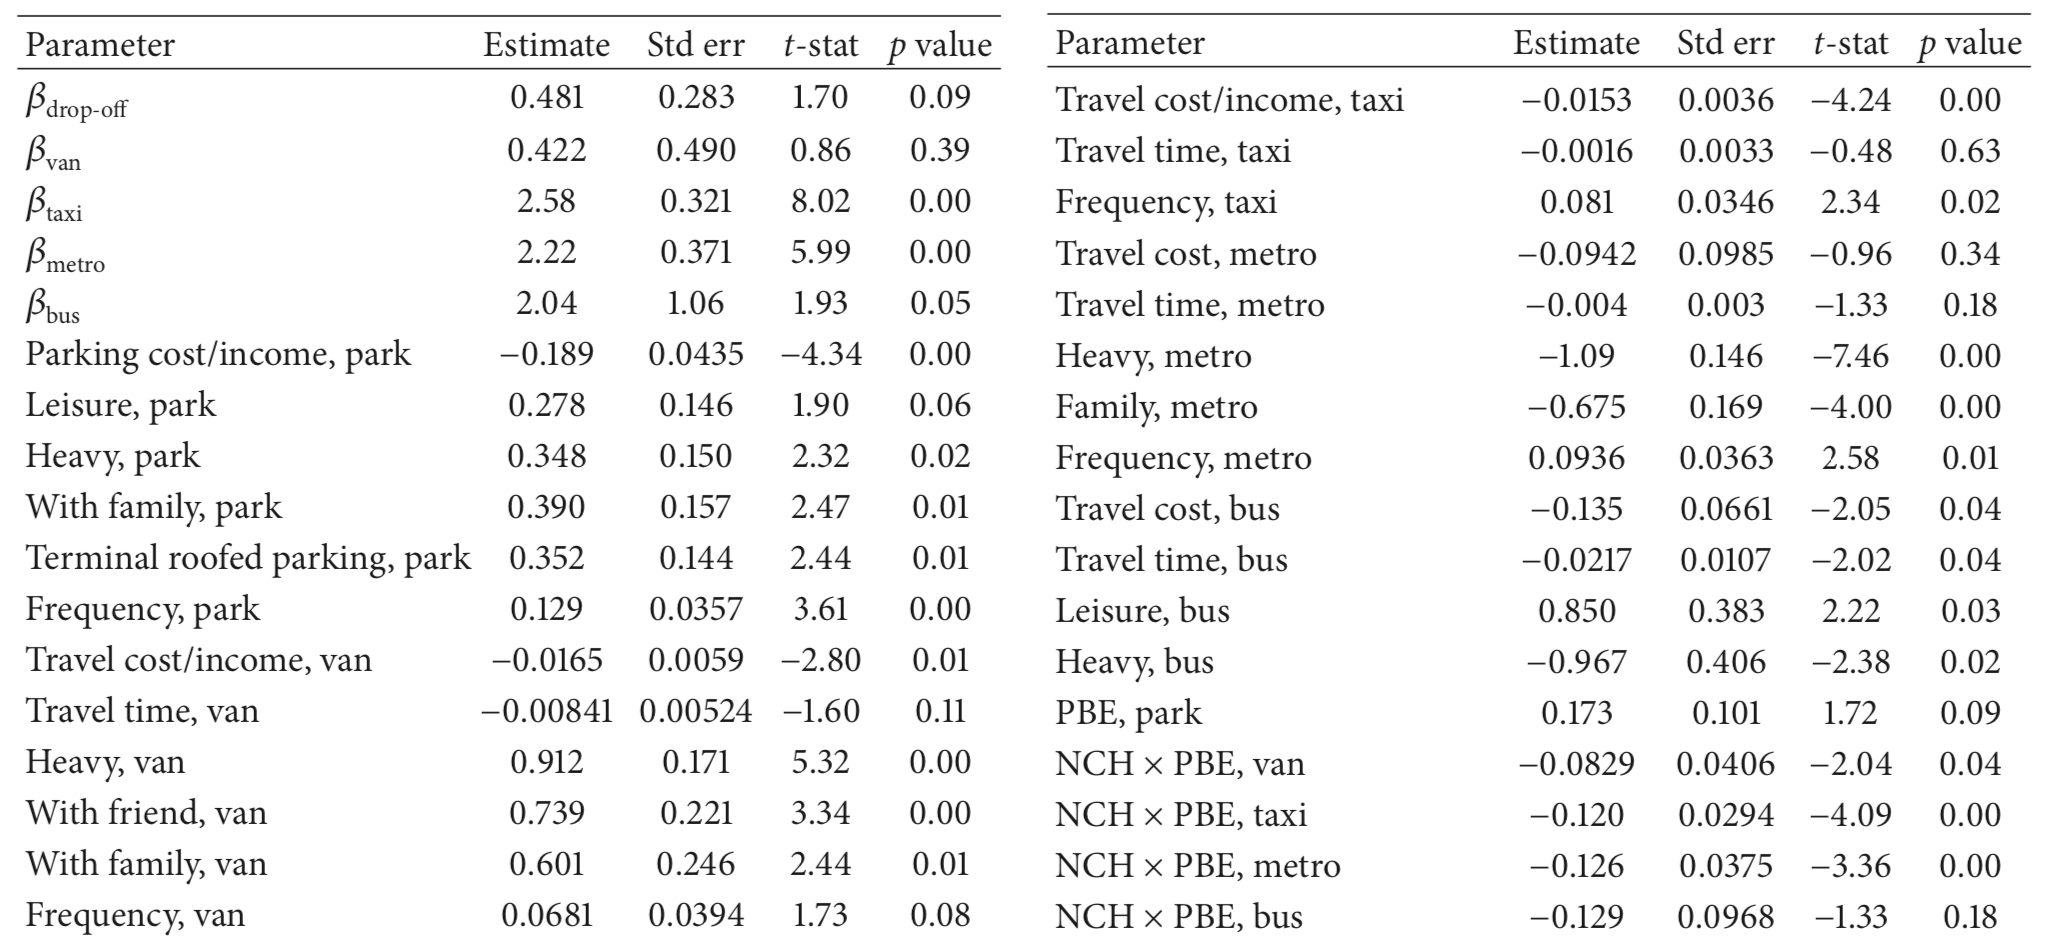 Parameter Estimate Std err t-stat p value
βdrop-off 0.481 0.283 1.70 0.09
βvan 0.422 0.490 0.86 0.39
βtaxi 2.58 0.321 8.02 0.00
βmetro 2.22 0.371 5.99 0.00
βbus 2.04 1.06 1.93 0.05
Parking cost/income, park −0.189 0.0435 −4.34 0.00
Leisure, park 0.278 0.146 1.90 0.06
Heavy, park 0.348 0.150 2.32 0.02
With family, park 0.390 0.157 2.47 0.01
Terminal roofed parking, park 0.352 0.144 2.44 0.01
Frequency, park 0.129 0.0357 3.61 0.00
Travel cost/income, van −0.0165 0.0059 −2.80 0.01
Travel time, van −0.00841 0.00524 −1.60 0.11
Heavy, van 0.912 0.171 5.32 0.00
With friend, van 0.739 0.221 3.34 0.00
With family, van 0.601 0.246 2.44 0.01
Frequency, van 0.0681 0.0394 1.73 0.08
Parameter Estimate Std err t-stat p value
Travel cost/income, taxi −0.0153 0.0036 −4.24 0.00
Travel time, taxi −0.0016 0.0033 −0.48 0.63
Frequency, taxi 0.081 0.0346 2.34 0.02
Travel cost, metro −0.0942 0.0985 −0.96 0.34
Travel time, metro −0.004 0.003 −1.33 0.18
Heavy, metro −1.09 0.146 −7.46 0.00
Family, metro −0.675 0.169 −4.00 0.00
Frequency, metro 0.0936 0.0363 2.58 0.01
Travel cost, bus −0.135 0.0661 −2.05 0.04
Travel time, bus −0.0217 0.0107 −2.02 0.04
Leisure, bus 0.850 0.383 2.22 0.03
Heavy, bus −0.967 0.406 −2.38 0.02
PBE, park 0.173 0.101 1.72 0.09
NCH × PBE, van −0.0829 0.0406 −2.04 0.04
NCH × PBE, taxi −0.120 0.0294 −4.09 0.00
NCH × PBE, metro −0.126 0.0375 −3.36 0.00
NCH × PBE, bus −0.129 0.0968 −1.33 0.18